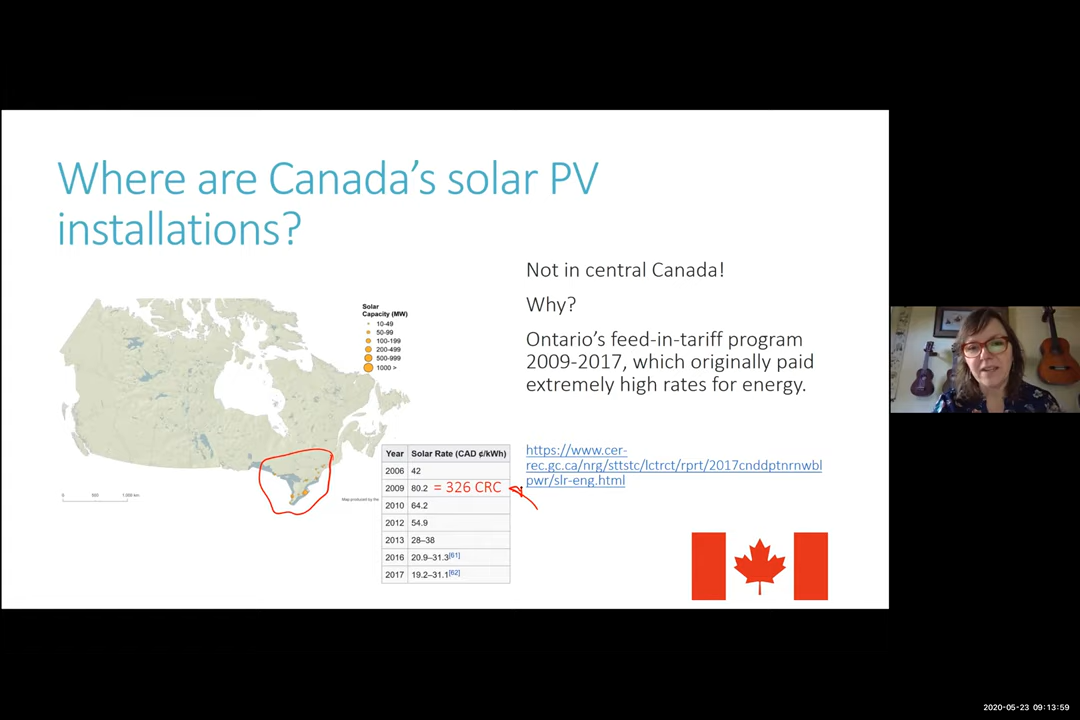 Where are Canada's solar PV
installations?
Not in central Canada!
Why?
Ontario's feed-in-tariff program
2009-2017, which originally paid
extremely high rates for energy.
https://www.cer-
rec.gc.ca/nrg/sttstc/lctrct/rprt/2017cnddptnrnwbl
pwr/slr-eng.html
Solar
Capacity (MW)
10-49
50-99
100-199
200-499
500-999
1000 >
0 500 1,000 km
Map produced by the
Year Solar Rate (CAD ¢/kWh)
2006 42
2009 80.2 = 326 CRC
2010 64.2
2012 54.9
2013 28–38
2016 20.9–31.3[61]
2017 19.2–31.1[62]
2020-05-23 09:13:59